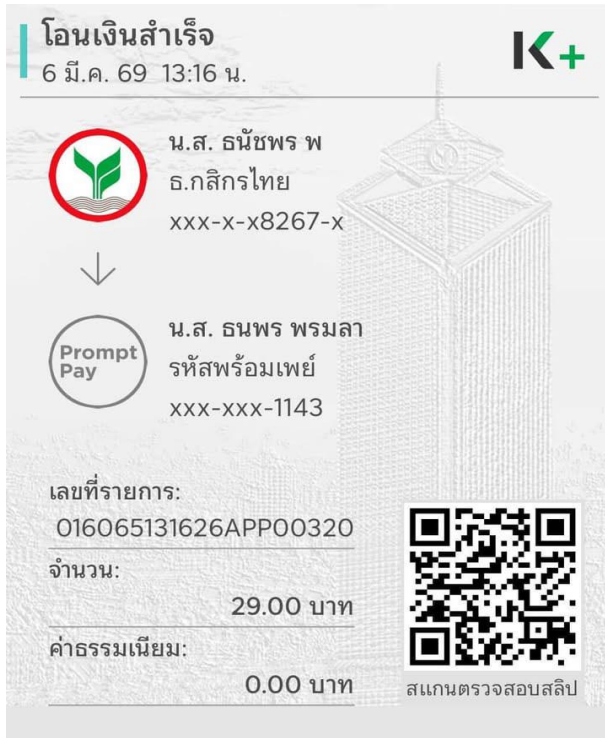 โอนเงินสำเร็จ
6 มี.ค. 69 13:16 น.
K+
น.ส. ธนัชพร พ
ธ.กสิกรไทย
xxx-x-x8267-x
Prompt
Pay
น.ส. ธนพร พรมลา
รหัสพร้อมเพย์
xxx-xxx-1143
เลขที่รายการ:
016065131626APP00320
จำนวน:
29.00 บาท
ค่าธรรมเนียม:
0.00 บาท
สแกนตรวจสอบสลิป